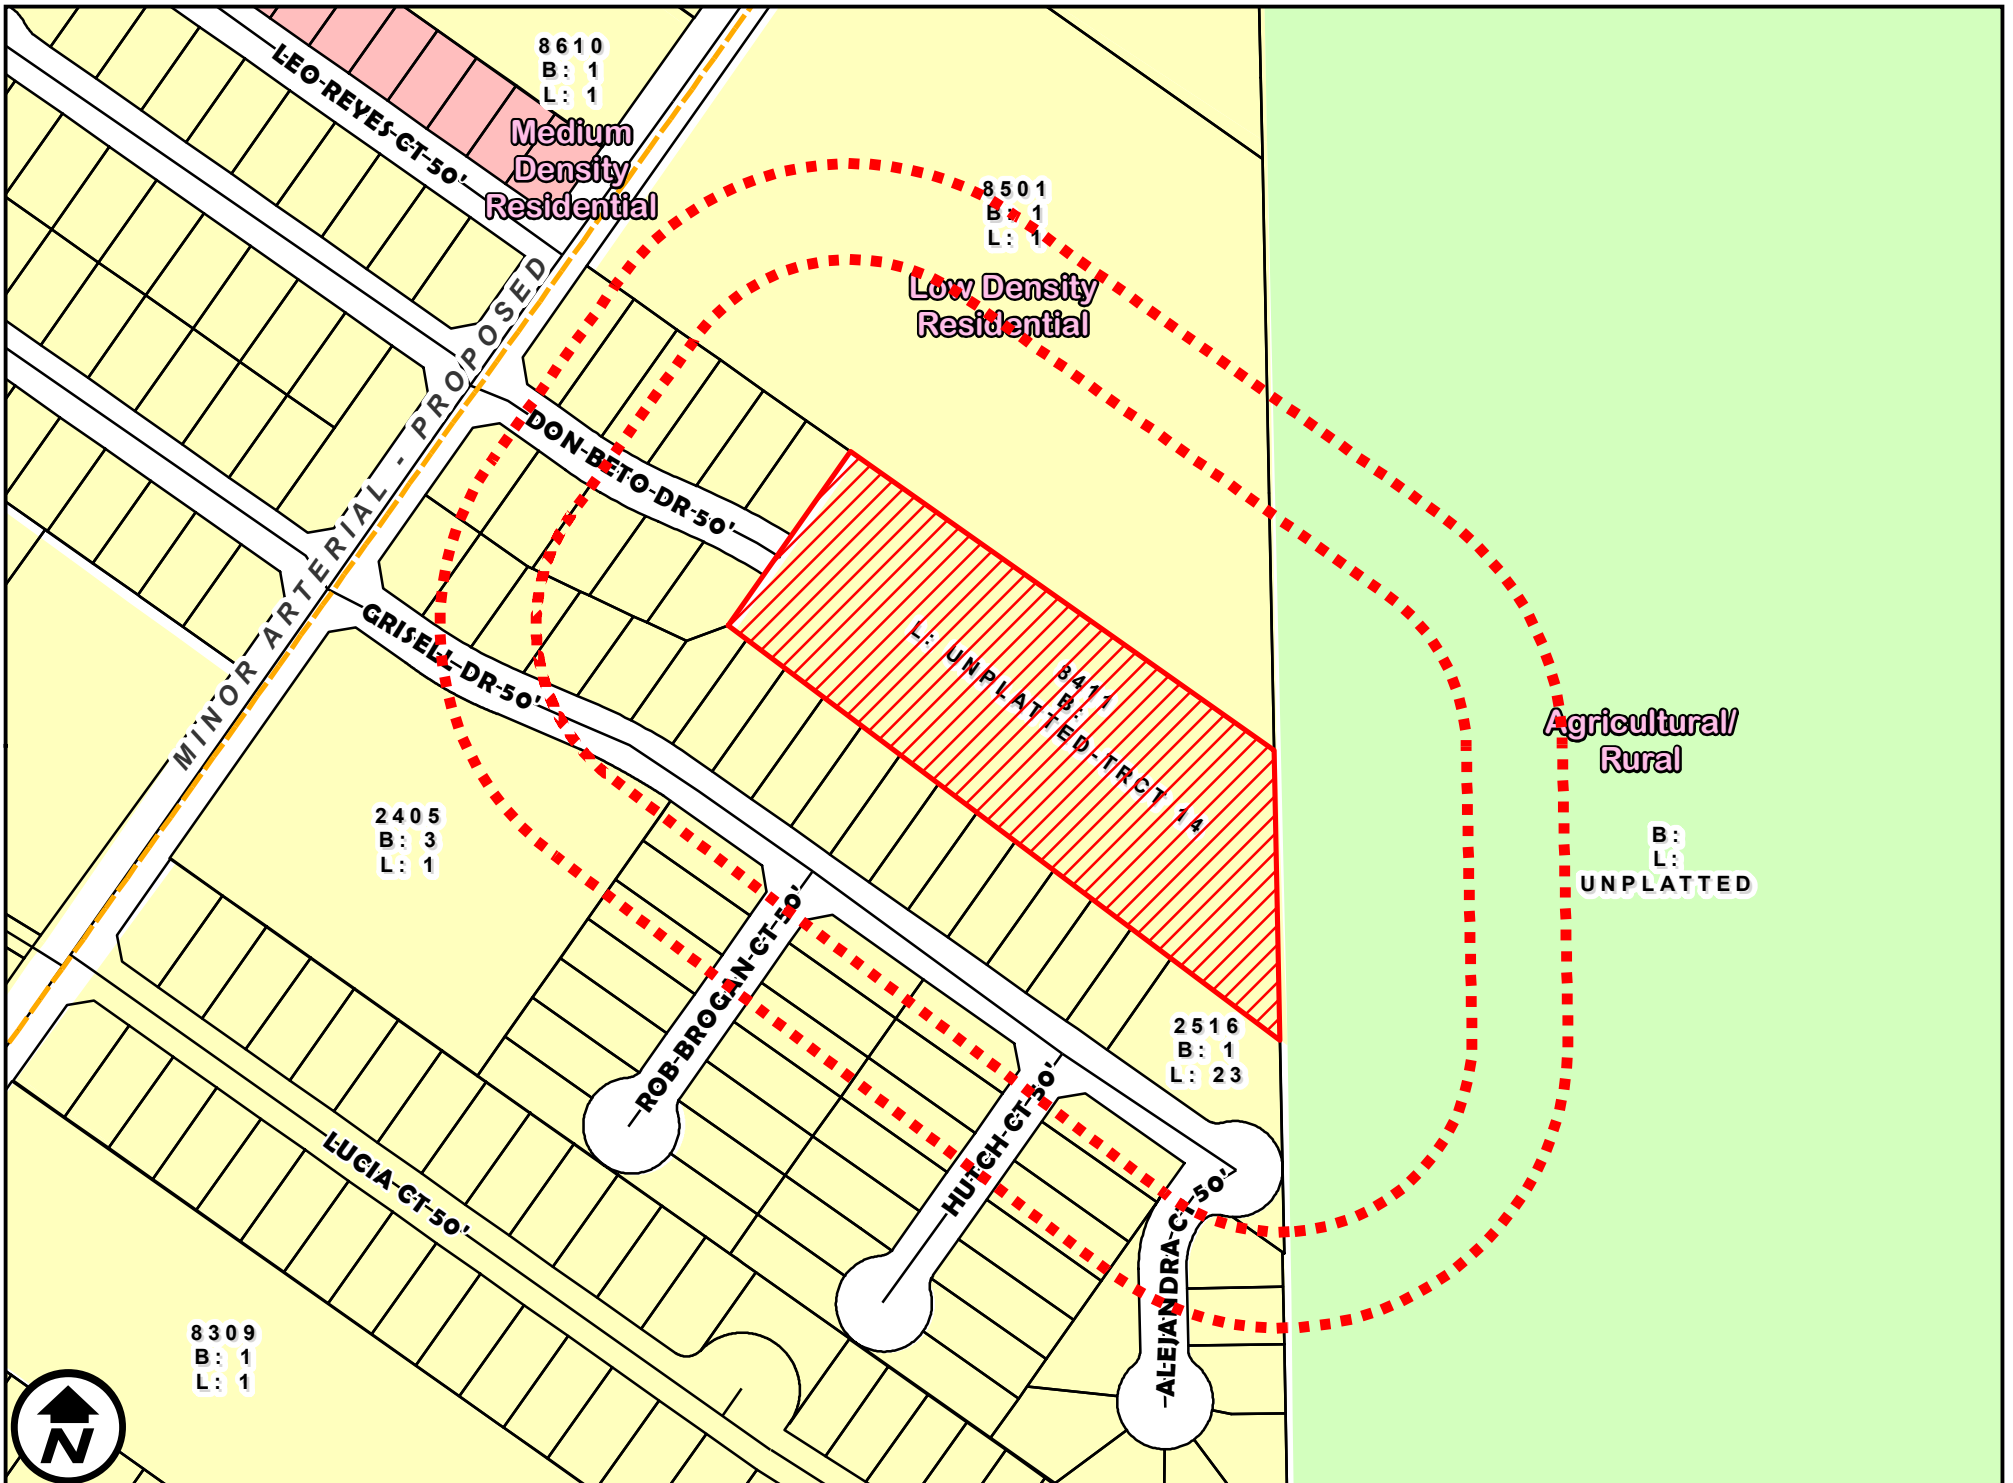 LEO-REYES-CT-50'
8610
B: 1
L: 1
Medium
Density
Residential
8501
B: 1
L: 1
Low Density
Residential
MINOR ARTERIAL - PROPOSED
DON-BETO-DR-50'
GRISELL-DR-50'
8411
B:
L: UNPLATTED-TRCT 14
Agricultural/
Rural
B:
L:
UNPLATTED
2405
B: 3
L: 1
ROB-BROGAN-CT-50'
HUTCH-CT-50'
2516
B: 1
L: 23
ALEJANDRA-CT-50'
LUCIA-CT-50'
8309
B: 1
L: 1
N